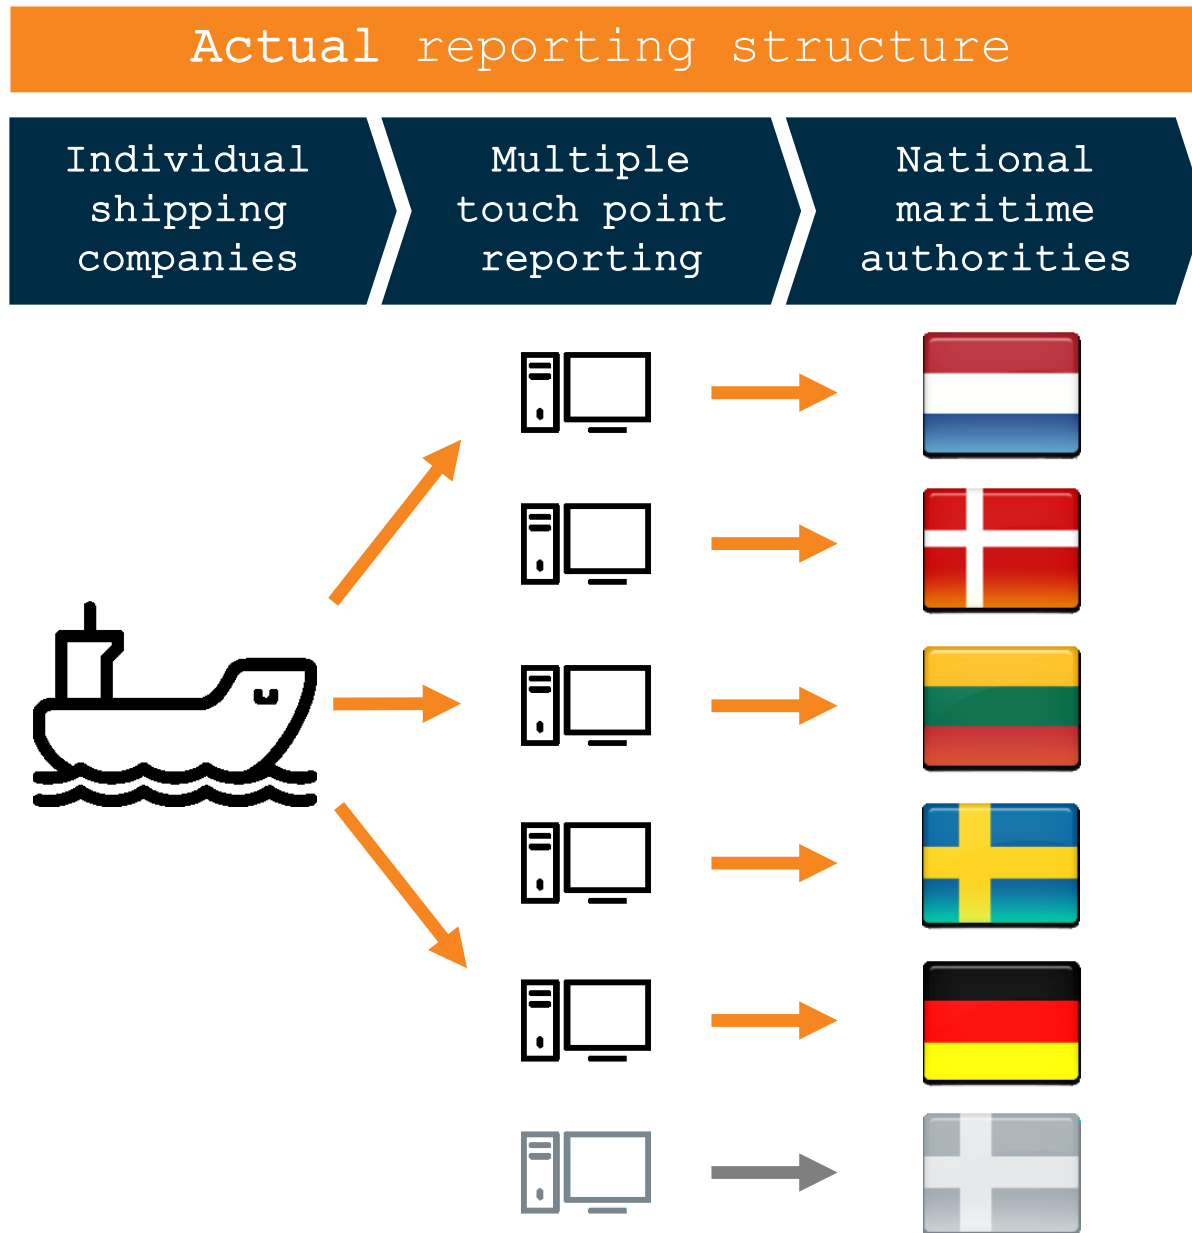 Actual reporting structure
Individual
shipping
companies
Multiple
touch point
reporting
National
maritime
authorities